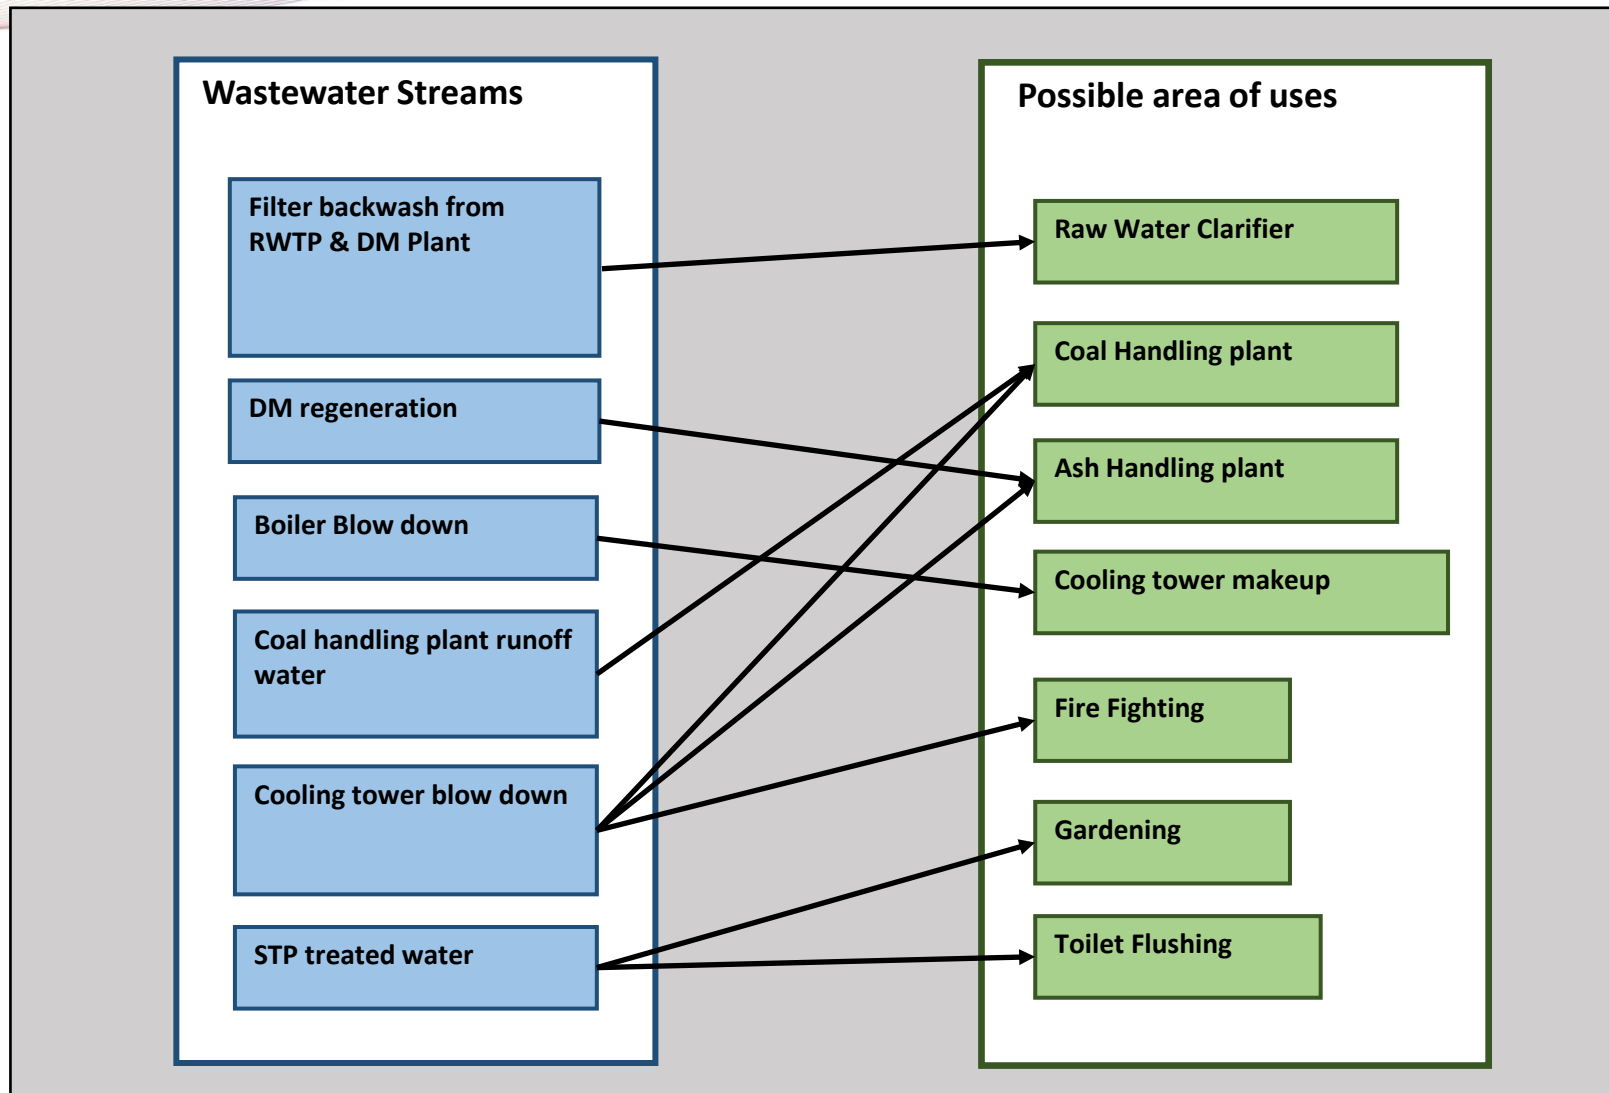 Wastewater Streams
Filter backwash from
RWTP & DM Plant
DM regeneration
Boiler Blow down
Coal handling plant runoff
water
Cooling tower blow down
STP treated water
Possible area of uses
Raw Water Clarifier
Coal Handling plant
Ash Handling plant
Cooling tower makeup
Fire Fighting
Gardening
Toilet Flushing